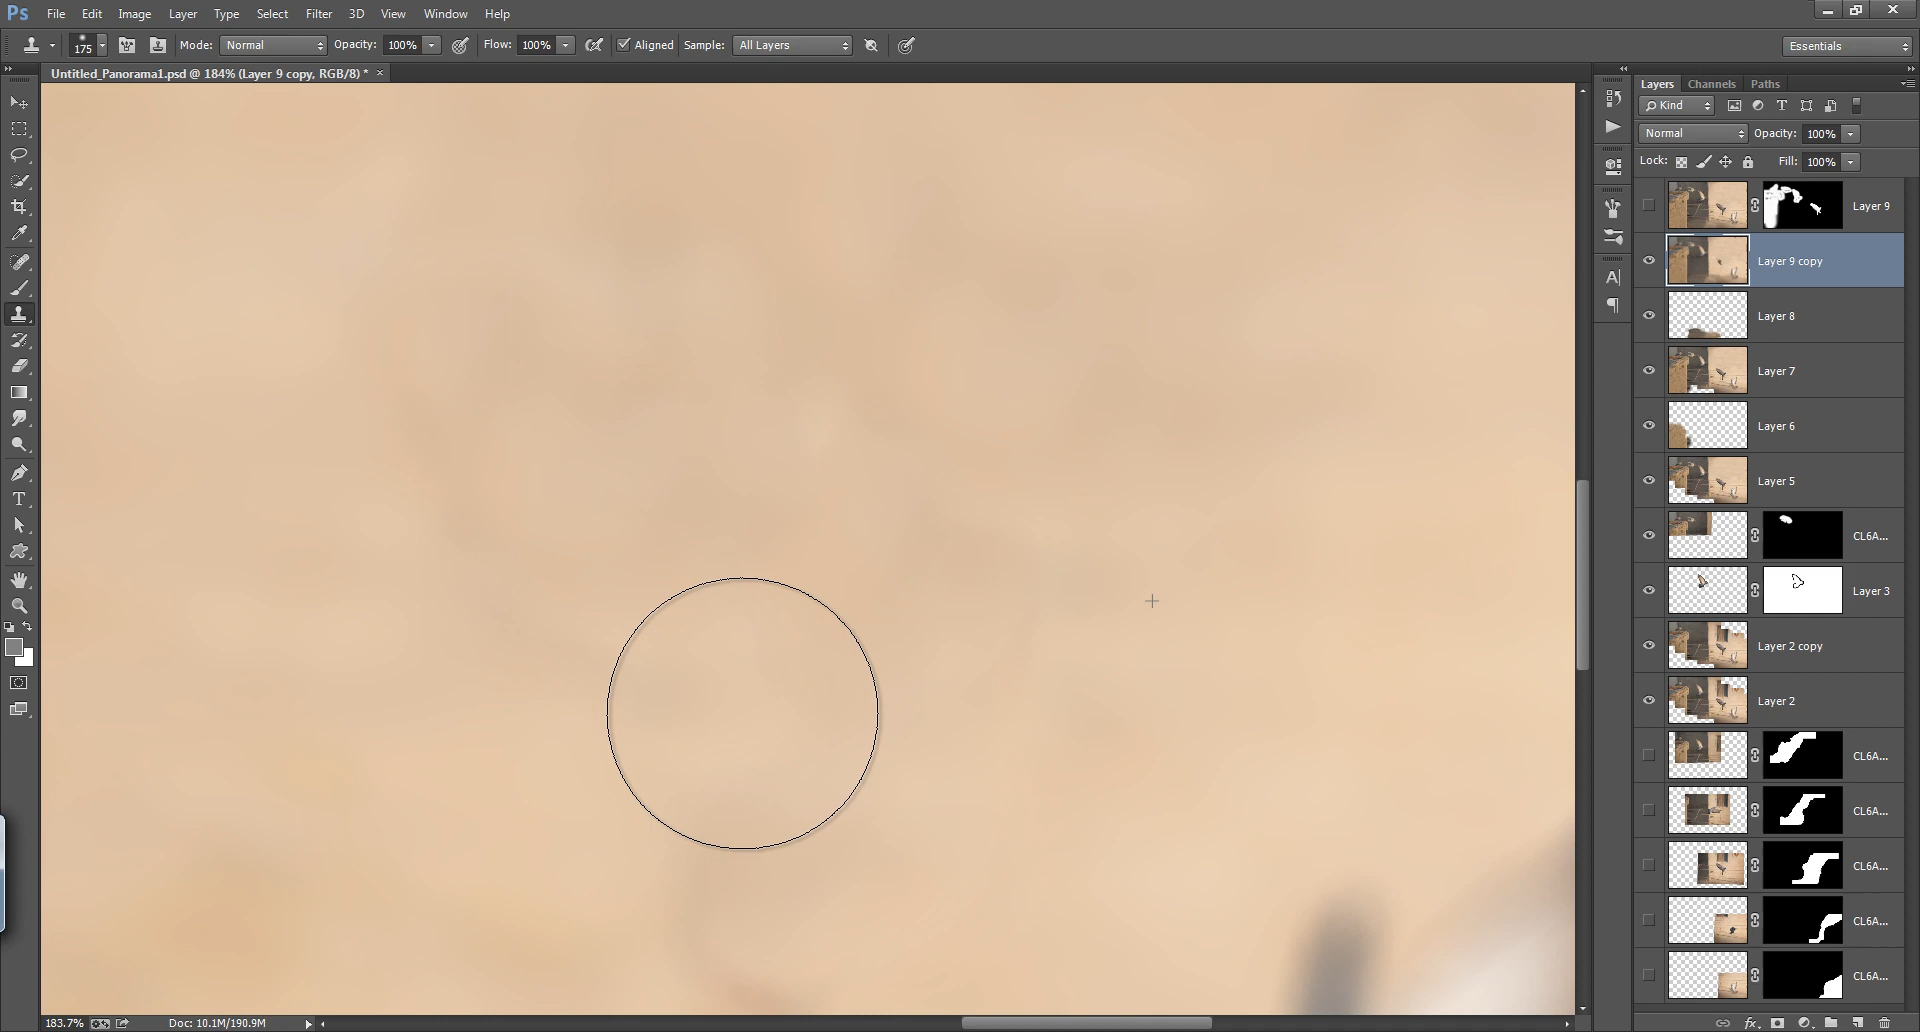 Ps File Edit Image Layer Type Select Filter 3D View Window Help
175 Mode: Normal Opacity: 100% Flow: 100% Aligned Sample: All Layers Essentials
Untitled_Panorama1.psd @ 184% (Layer 9 copy, RGB/8) * ×
Layers Channels Paths
Kind
Normal Opacity: 100%
Lock: Fill: 100%
Layer 9
Layer 9 copy
Layer 8
Layer 7
Layer 6
Layer 5
CL6A...
Layer 3
Layer 2 copy
Layer 2
CL6A...
CL6A...
CL6A...
CL6A...
CL6A...
183.7% Doc: 10.1M/190.9M